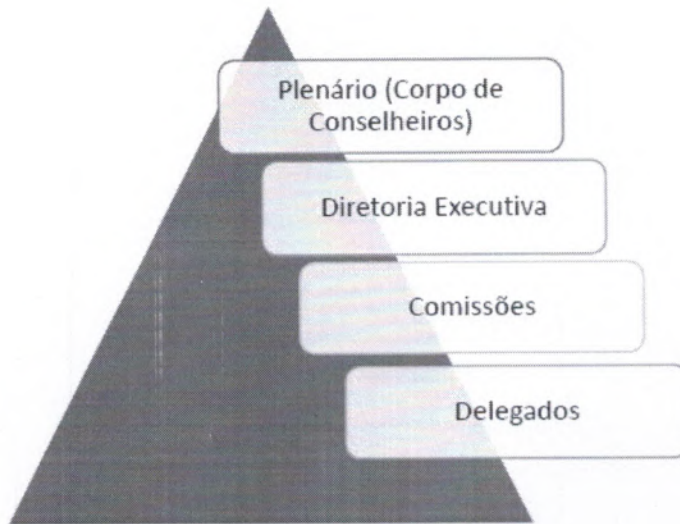 Plenário (Corpo de
Conselheiros)
Diretoria Executiva
Comissões
Delegados